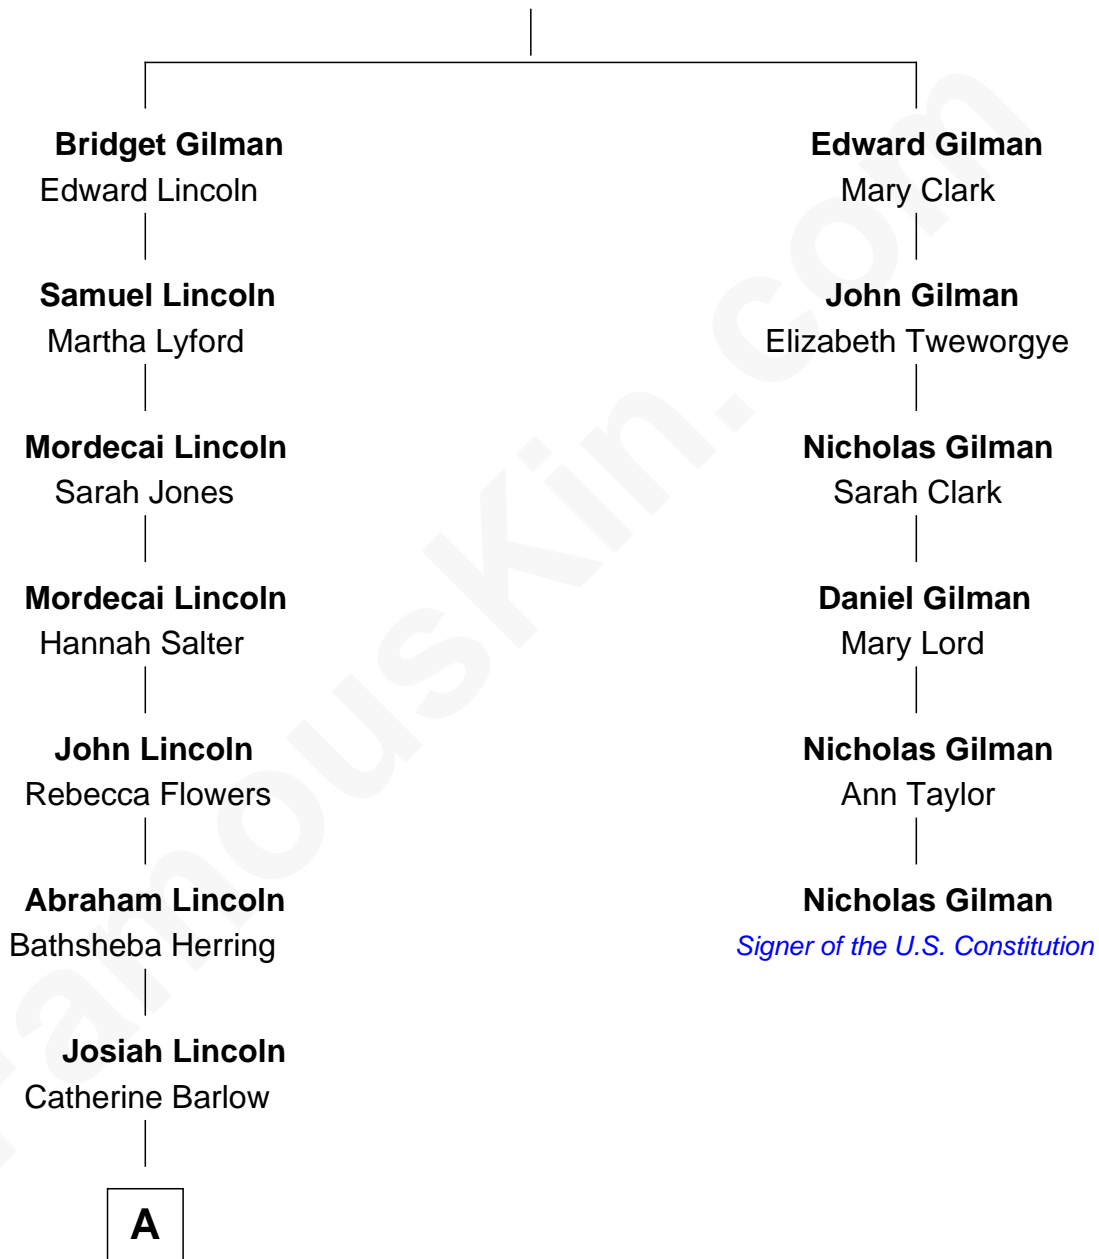 Bridget Gilman
Edward Lincoln
Samuel Lincoln
Martha Lyford
Mordecai Lincoln
Sarah Jones
Mordecai Lincoln
Hannah Salter
John Lincoln
Rebecca Flowers
Abraham Lincoln
Bathsheba Herring
Josiah Lincoln
Catherine Barlow
A
Edward Gilman
Mary Clark
John Gilman
Elizabeth Tweworgye
Nicholas Gilman
Sarah Clark
Daniel Gilman
Mary Lord
Nicholas Gilman
Ann Taylor
Nicholas Gilman
Signer of the U.S. Constitution
FamousKin.com